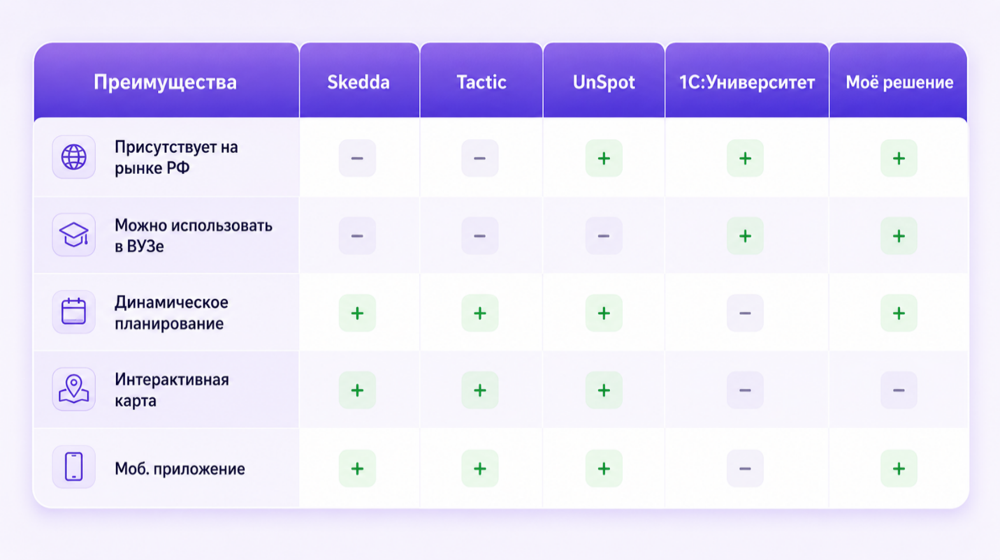 Преимущества Skedda Tactic UnSpot 1С:Университет Моё решение
Присутствует на
рынке РФ
− − + + +
Можно использовать
в ВУЗе
− − − + +
Динамическое
планирование
+ + + − +
Интерактивная
карта
+ + + − −
Моб. приложение + + + − +